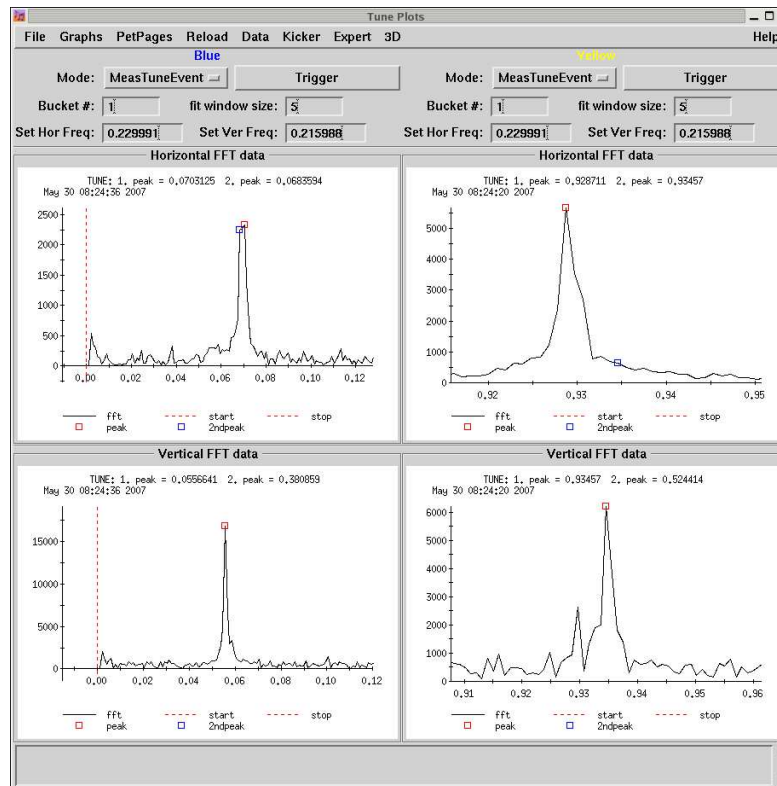 Tune Plots
File Graphs PetPages Reload Data Kicker Expert 3D Help
Blue Yellow
Mode: MeasTuneEvent Trigger Mode: MeasTuneEvent Trigger
Bucket #: 1 fit window size: 5 Bucket #: 1 fit window size: 5
Set Hor Freq: 0.229991 Set Ver Freq: 0.215988 Set Hor Freq: 0.229991 Set Ver Freq: 0.215988
Horizontal FFT data
TUNE: 1. peak = 0.0703125 2. peak = 0.0683594
May 30 08:24:36 2007
2500
2000
1500
1000
500
0
0.00 0.02 0.04 0.06 0.08 0.10 0.12
fft start stop
peak 2ndpeak
Horizontal FFT data
TUNE: 1. peak = 0.928711 2. peak = 0.93457
May 30 08:24:20 2007
5000
4000
3000
2000
1000
0
0.92 0.93 0.94 0.95
fft start stop
peak 2ndpeak
Vertical FFT data
TUNE: 1. peak = 0.0556641 2. peak = 0.380859
May 30 08:24:36 2007
15000
10000
5000
0
0.00 0.02 0.04 0.06 0.08 0.10 0.12
fft start stop
peak 2ndpeak
Vertical FFT data
TUNE: 1. peak = 0.93457 2. peak = 0.524414
May 30 08:24:20 2007
6000
5000
4000
3000
2000
1000
0
0.91 0.92 0.93 0.94 0.95 0.96
fft start stop
peak 2ndpeak